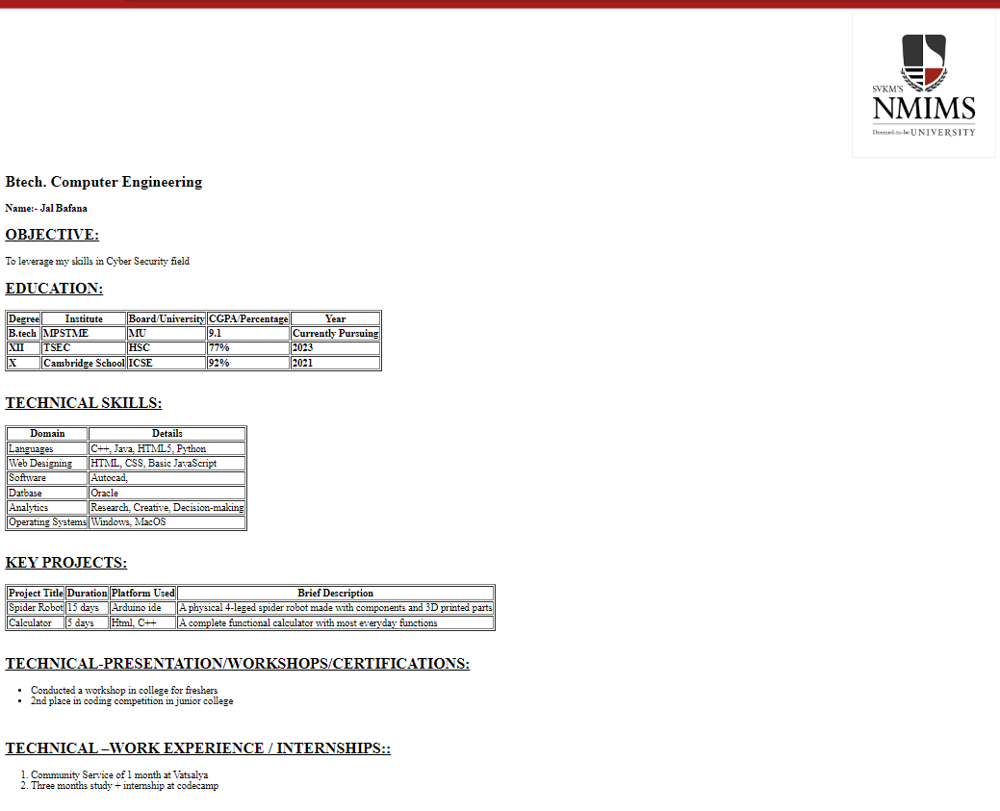 SVKM'S
NMIMS
Deemed-to-be UNIVERSITY
Btech. Computer Engineering
Name:- Jal Bafana
OBJECTIVE:
To leverage my skills in Cyber Security field
EDUCATION:
Degree Institute Board/University CGPA/Percentage Year
B.tech MPSTME MU 9.1 Currently Pursuing
XII TSEC HSC 77% 2023
X Cambridge School ICSE 92% 2021
TECHNICAL SKILLS:
Domain Details
Languages C++, Java, HTML5, Python
Web Designing HTML, CSS, Basic JavaScript
Software Autocad,
Datbase Oracle
Analytics Research, Creative, Decision-making
Operating Systems Windows, MacOS
KEY PROJECTS:
Project Title Duration Platform Used Brief Description
Spider Robot 15 days Arduino ide A physical 4-leged spider robot made with components and 3D printed parts
Calculator 5 days Html, C++ A complete functional calculator with most everyday functions
TECHNICAL-PRESENTATION/WORKSHOPS/CERTIFICATIONS:
• Conducted a workshop in college for freshers
• 2nd place in coding competition in junior college
TECHNICAL –WORK EXPERIENCE / INTERNSHIPS::
1. Community Service of 1 month at Vatsalya
2. Three months study + internship at codecamp